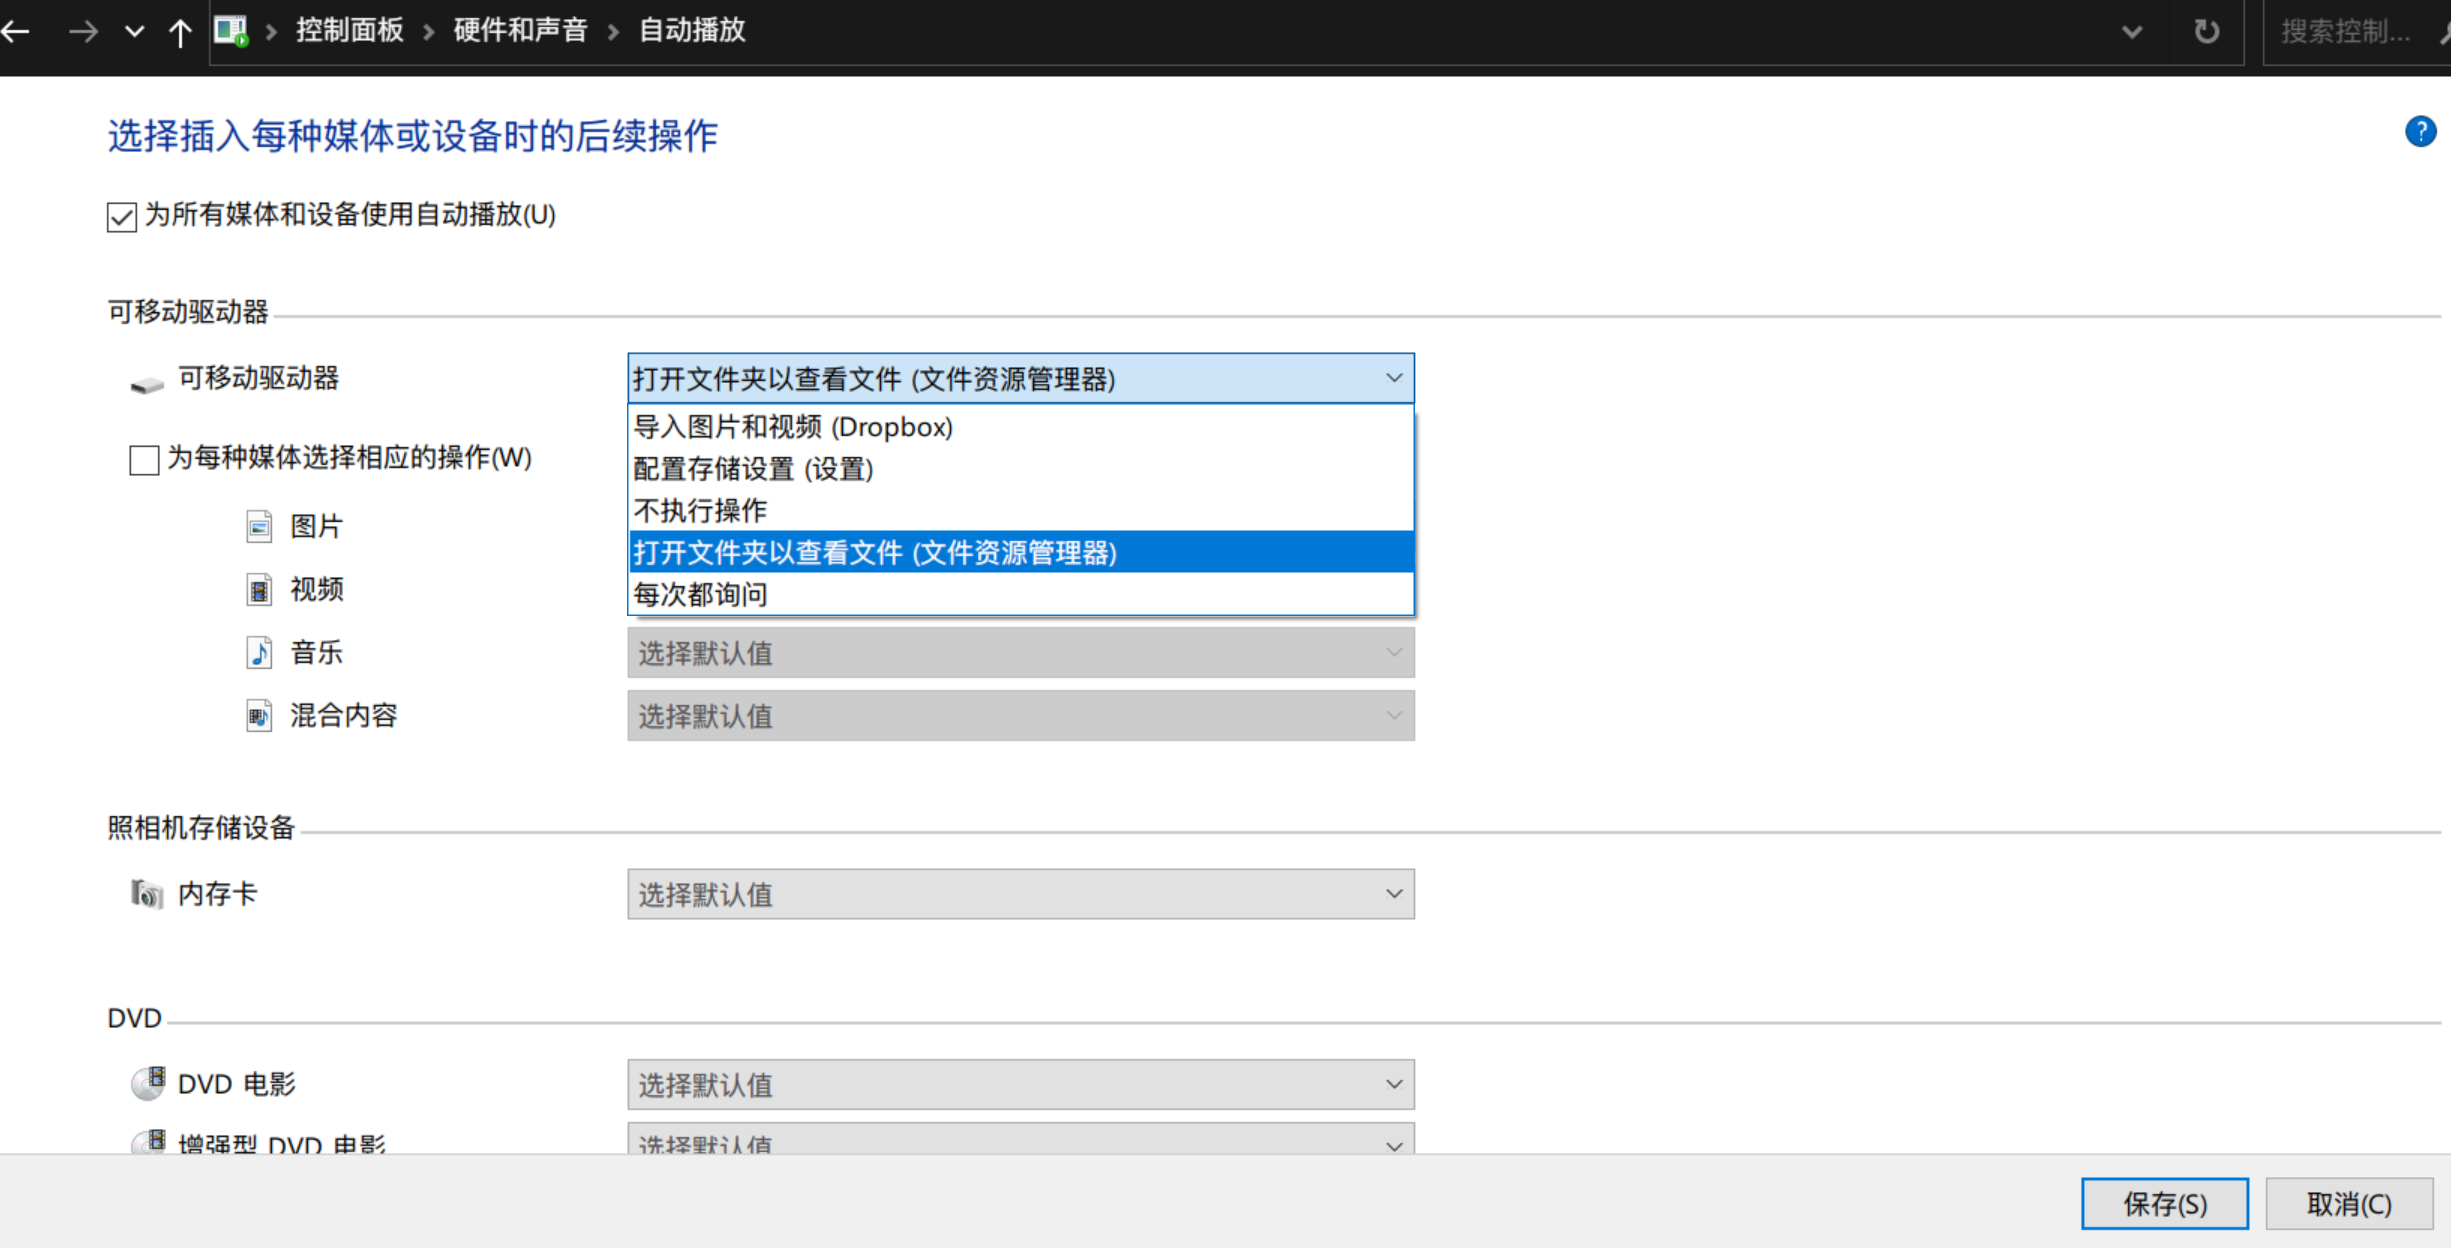 控制面板 › 硬件和声音 › 自动播放
搜索控制...
选择插入每种媒体或设备时的后续操作
为所有媒体和设备使用自动播放(U)
可移动驱动器
可移动驱动器
打开文件夹以查看文件 (文件资源管理器)
导入图片和视频 (Dropbox)
配置存储设置 (设置)
不执行操作
打开文件夹以查看文件 (文件资源管理器)
每次都询问
为每种媒体选择相应的操作(W)
图片
视频
音乐
选择默认值
混合内容
选择默认值
照相机存储设备
内存卡
选择默认值
DVD
DVD 电影
选择默认值
增强型 DVD 电影
选择默认值
保存(S)
取消(C)